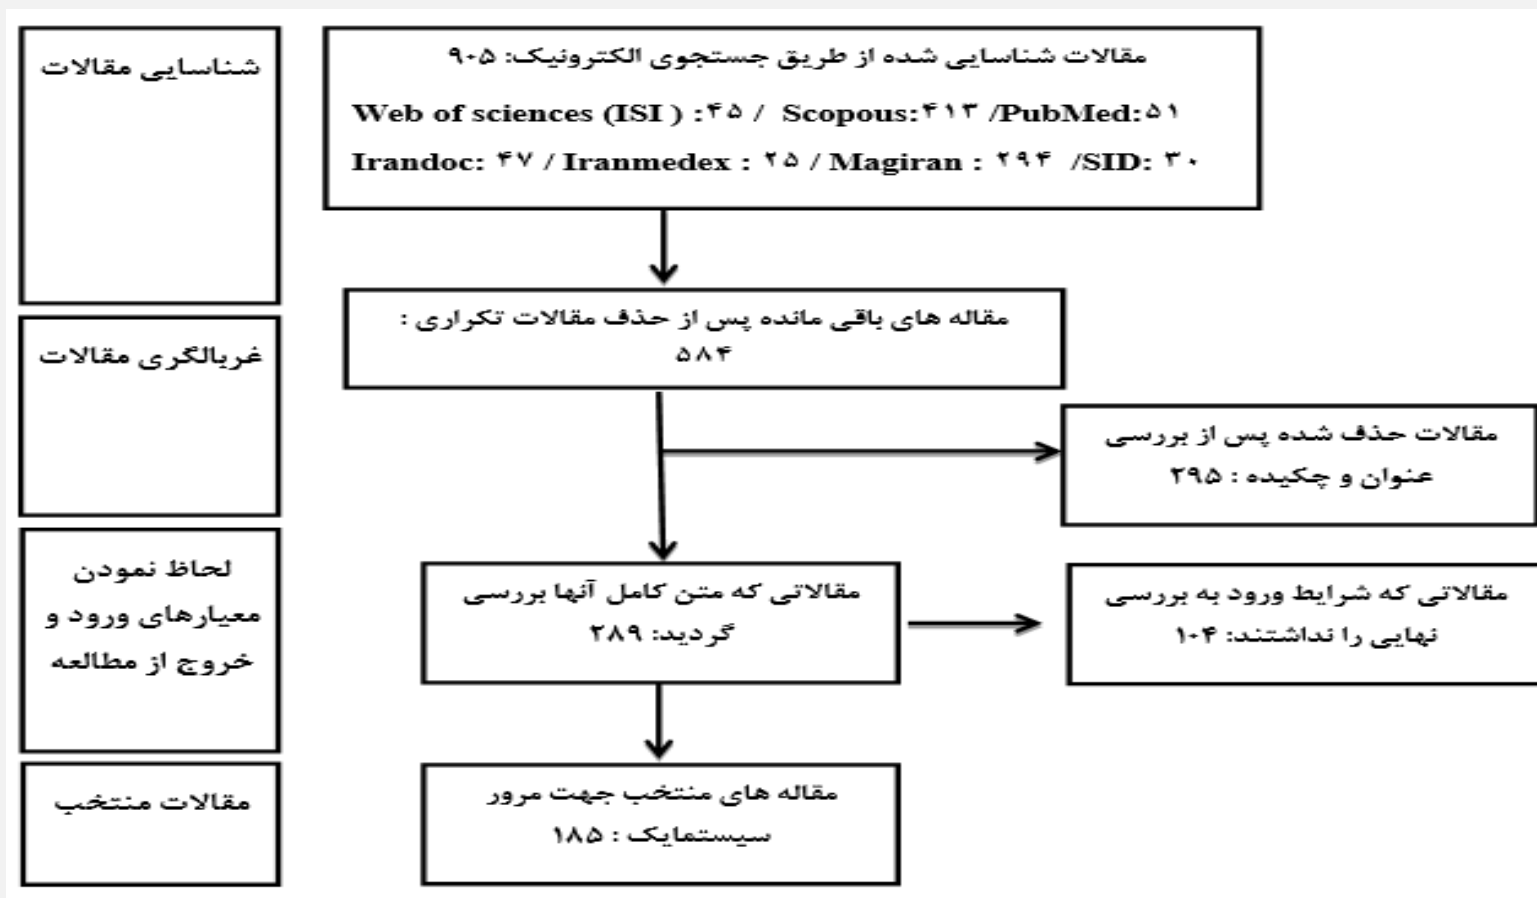 شناسایی مقالات
مقالات شناسایی شده از طریق جستجوی الکترونیک: ۹۰۵
Web of sciences (ISI ) :۴۵ / Scopous:۴۱۳ /PubMed:۵۱
Irandoc: ۴۷ / Iranmedex : ۲۵ / Magiran : ۲۹۴ /SID: ۳۰
غربالگری مقالات
مقاله های باقی مانده پس از حذف مقالات تکراری :
۵۸۴
مقالات حذف شده پس از بررسی
عنوان و چکیده : ۲۹۵
لحاظ نمودن
معیارهای ورود و
خروج از مطالعه
مقالاتی که متن کامل آنها بررسی
گردید: ۲۸۹
مقالاتی که شرایط ورود به بررسی
نهایی را نداشتند: ۱۰۴
مقالات منتخب
مقاله های منتخب جهت مرور
سیستمایک : ۱۸۵